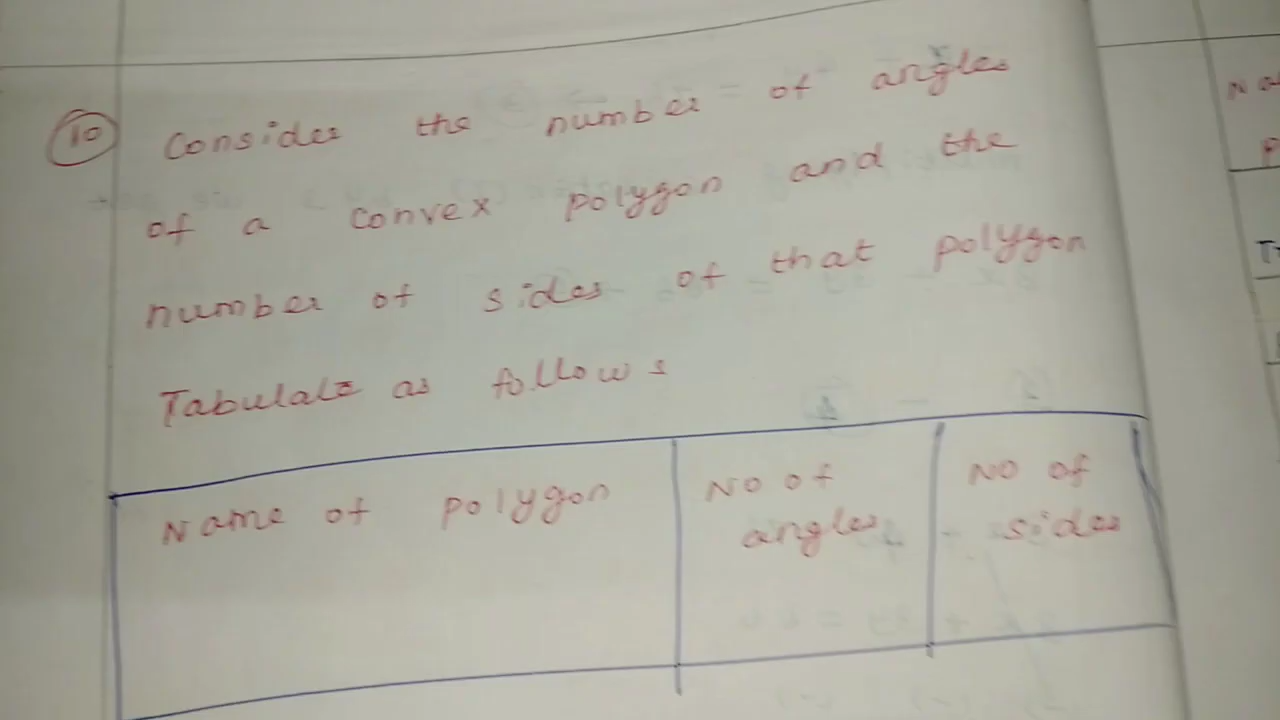 10 Consider the number of angles
of a convex polygon and the
number of sides of that polygon
Tabulate as follows
Name of polygon
No of
angles
No of
sides